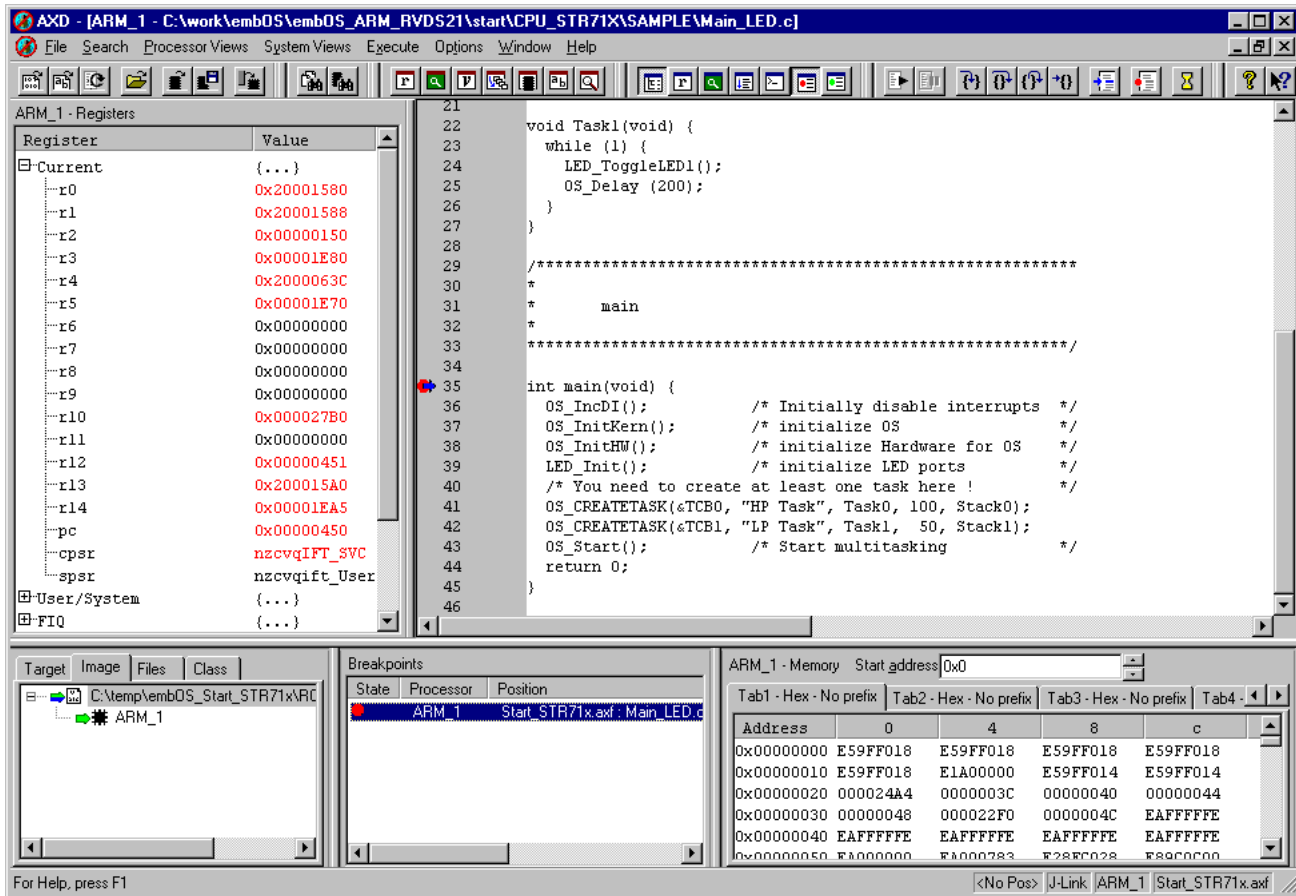 AXD - [ARM_1 - C:\work\embOS\embOS_ARM_RVDS21\start\CPU_STR71X\SAMPLE\Main_LED.c]
File Search Processor Views System Views Execute Options Window Help
ARM_1 - Registers
Register Value
Current {...}
r0 0x20001580
r1 0x20001588
r2 0x00000150
r3 0x00001E80
r4 0x2000063C
r5 0x00001E70
r6 0x00000000
r7 0x00000000
r8 0x00000000
r9 0x00000000
r10 0x000027B0
r11 0x00000000
r12 0x00000451
r13 0x200015A0
r14 0x00001EA5
pc 0x00000450
cpsr nzcvqIFT_SVC
spsr nzcvqift_User
User/System {...}
FIQ {...}
21
22 void Task1(void) {
23 while (1) {
24 LED_ToggleLED1();
25 OS_Delay (200);
26 }
27 }
28
29 /**********************************************************
30 *
31 * main
32 *
33 **********************************************************/
34
35 int main(void) {
36 OS_IncDI(); /* Initially disable interrupts */
37 OS_InitKern(); /* initialize OS */
38 OS_InitHW(); /* initialize Hardware for OS */
39 LED_Init(); /* initialize LED ports */
40 /* You need to create at least one task here ! */
41 OS_CREATETASK(&TCB0, "HP Task", Task0, 100, Stack0);
42 OS_CREATETASK(&TCB1, "LP Task", Task1, 50, Stack1);
43 OS_Start(); /* Start multitasking */
44 return 0;
45 }
46
Target Image Files Class
C:\temp\embOS_Start_STR71x\RC
ARM_1
Breakpoints
State Processor Position
ARM_1 Start_STR71x.axf : Main_LED.c
ARM_1 - Memory Start address 0x0
Tab1 - Hex - No prefix Tab2 - Hex - No prefix Tab3 - Hex - No prefix Tab4 -
Address 0 4 8 c
0x00000000 E59FF018 E59FF018 E59FF018 E59FF018
0x00000010 E59FF018 E1A00000 E59FF014 E59FF014
0x00000020 000024A4 0000003C 00000040 00000044
0x00000030 00000048 000022F0 0000004C EAFFFFFE
0x00000040 EAFFFFFE EAFFFFFE EAFFFFFE EAFFFFFE
0x00000050 EA000000 EA000783 E28FC028 E89C0C00
For Help, press F1
<No Pos> J-Link ARM_1 Start_STR71x.axf